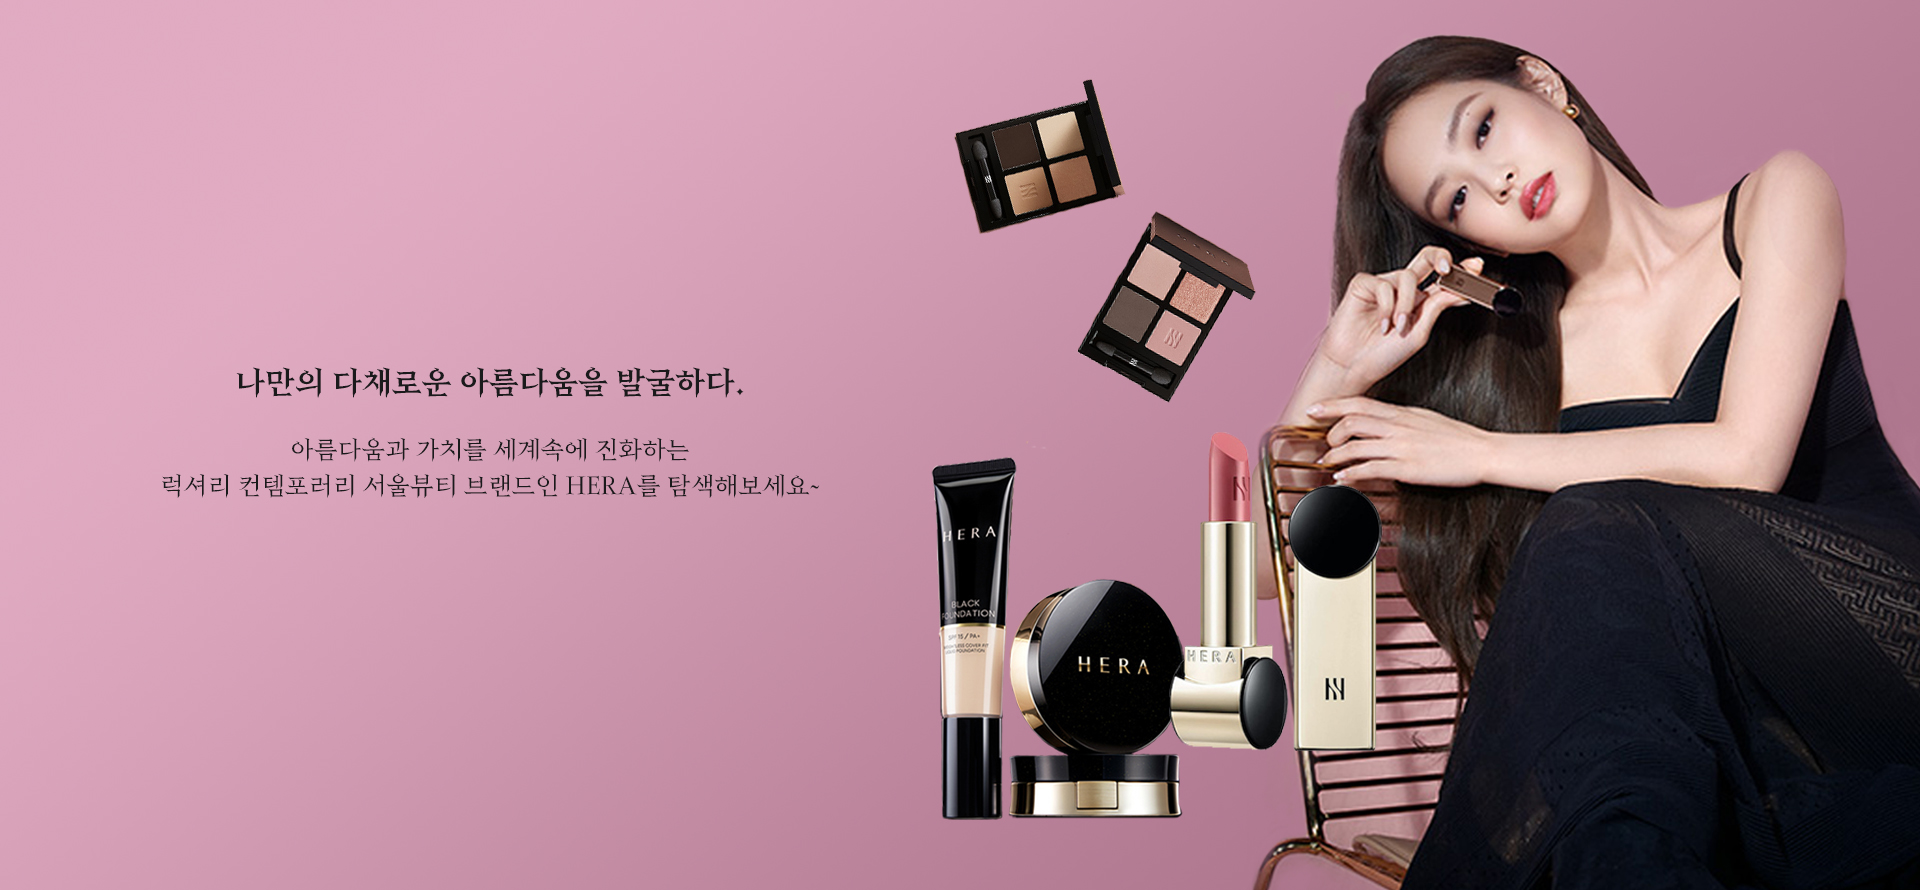 나만의 다채로운 아름다움을 발굴하다.
아름다움과 가치를 세계속에 진화하는
럭셔리 컨템포러리 서울뷰티 브랜드인 HERA를 탐색해보세요~
HERA
BLACK
FOUNDATION
SPF 15 / PA+
HERA
HERA